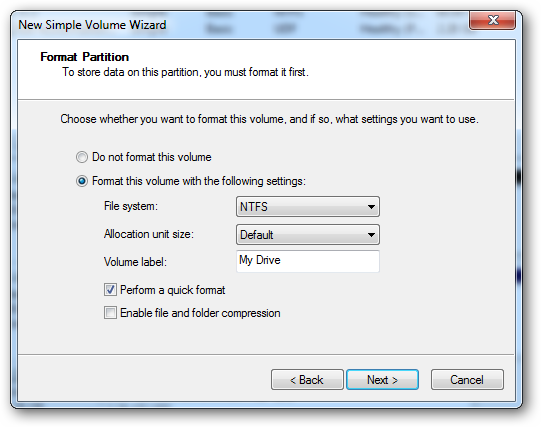 New Simple Volume Wizard
Format Partition
To store data on this partition, you must format it first.
Choose whether you want to format this volume, and if so, what settings you want to use.
Do not format this volume
Format this volume with the following settings:
File system: NTFS
Allocation unit size: Default
Volume label: My Drive
Perform a quick format
Enable file and folder compression
< Back Next > Cancel